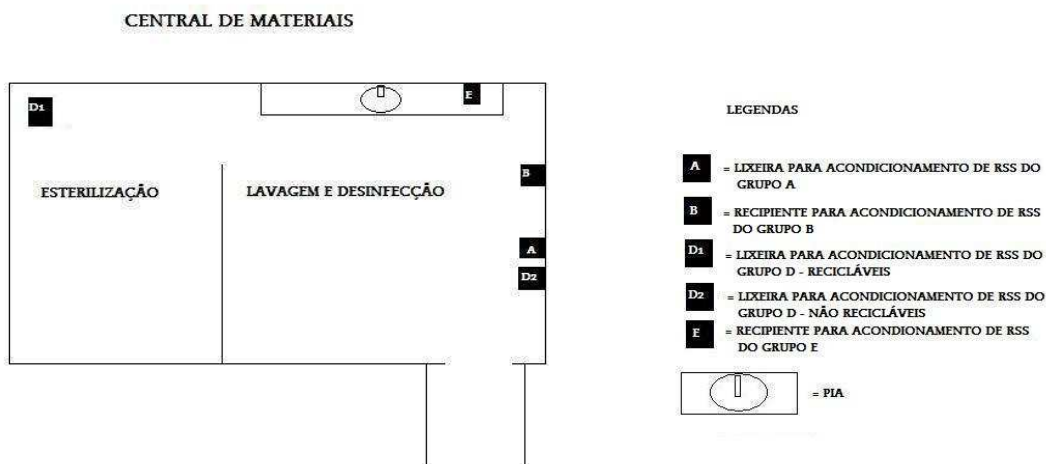 CENTRAL DE MATERIAIS
D1
E
B
ESTERILIZAÇÃO
LAVAGEM E DESINFECÇÃO
A
D2
LEGENDAS
A = LIXEIRA PARA ACONDICIONAMENTO DE RSS DO
GRUPO A
B = RECIPIENTE PARA ACONDICIONAMENTO DE RSS
DO GRUPO B
D1 = LIXEIRA PARA ACONDICIONAMENTO DE RSS DO
GRUPO D - RECICLÁVEIS
D2 = LIXEIRA PARA ACONDICIONAMENTO DE RSS DO
GRUPO D - NÃO RECICLÁVEIS
E = RECIPIENTE PARA ACONDIONAMENTO DE RSS
DO GRUPO E
= PIA